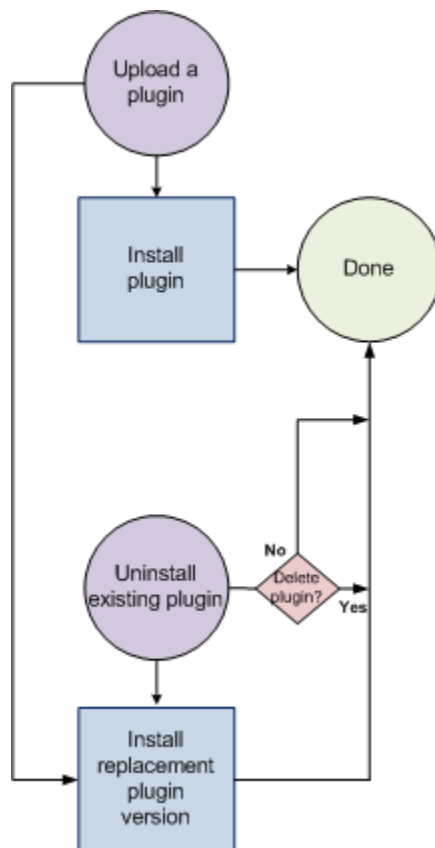 Upload a
plugin
Install
plugin
Done
No
Delete
plugin?
Yes
Uninstall
existing plugin
Install
replacement
plugin
version